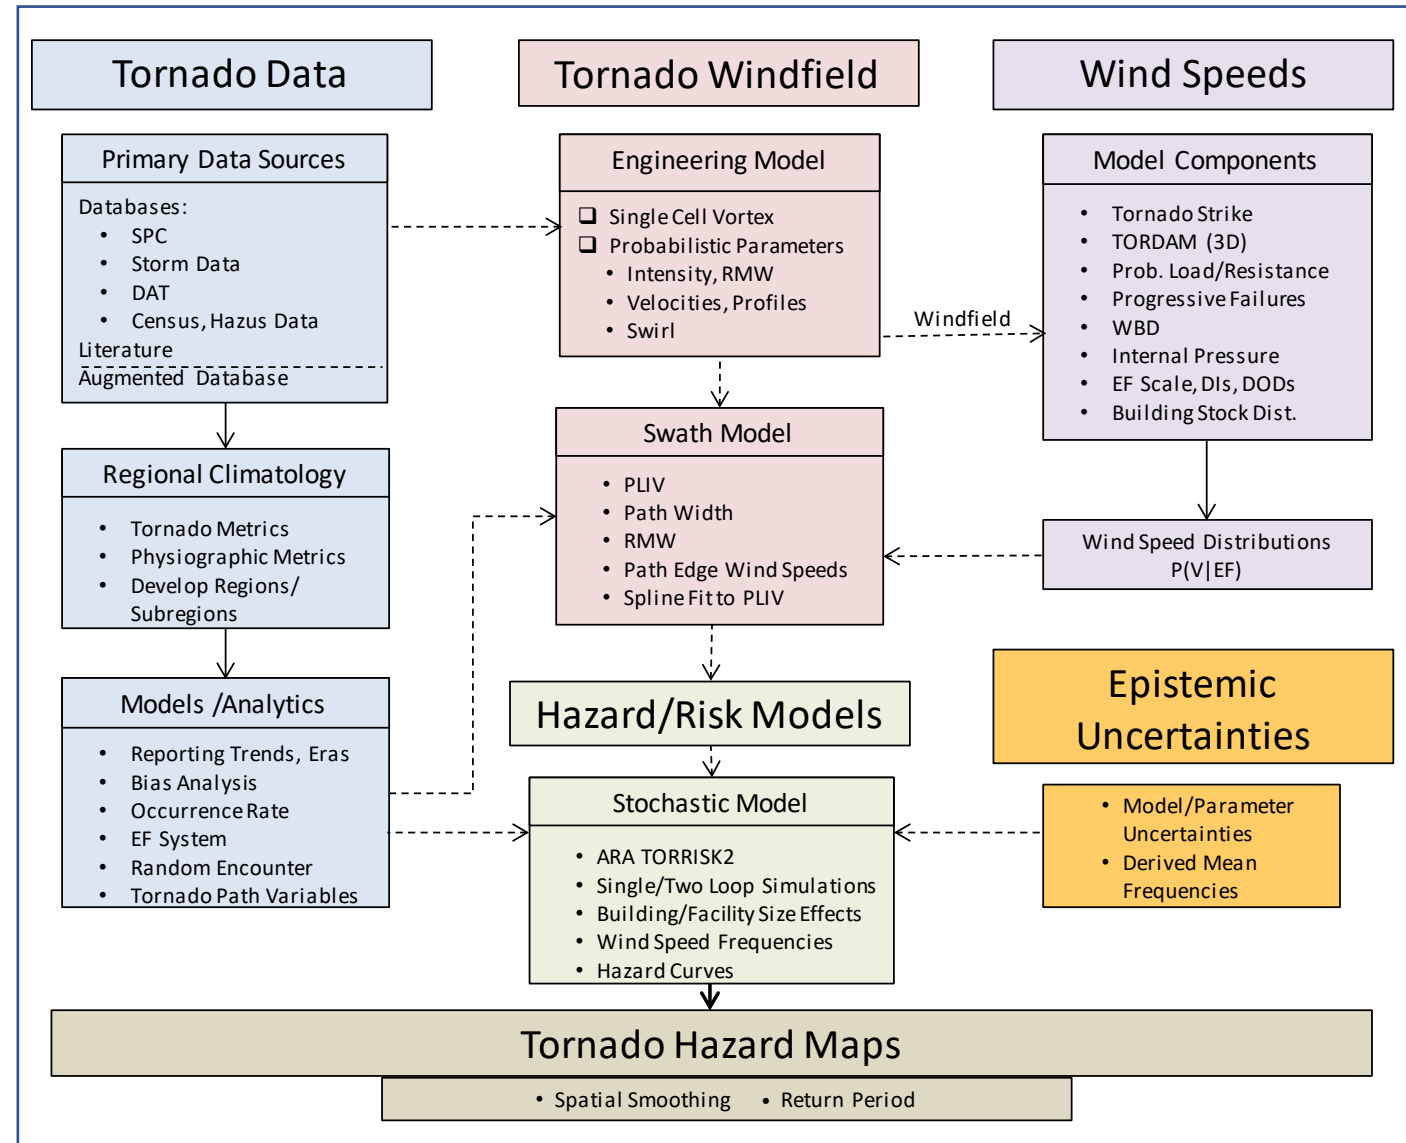 Tornado Data
Primary Data Sources
Databases:
• SPC
• Storm Data
• DAT
• Census, Hazus Data
Literature
Augmented Database
Regional Climatology
• Tornado Metrics
• Physiographic Metrics
• Develop Regions/
Subregions
Models /Analytics
• Reporting Trends, Eras
• Bias Analysis
• Occurrence Rate
• EF System
• Random Encounter
• Tornado Path Variables
Tornado Windfield
Engineering Model
❑ Single Cell Vortex
❑ Probabilistic Parameters
• Intensity, RMW
• Velocities, Profiles
• Swirl
Windfield
Swath Model
• PLIV
• Path Width
• RMW
• Path Edge Wind Speeds
• Spline Fit to PLIV
Hazard/Risk Models
Stochastic Model
• ARA TORRISK2
• Single/Two Loop Simulations
• Building/Facility Size Effects
• Wind Speed Frequencies
• Hazard Curves
Wind Speeds
Model Components
• Tornado Strike
• TORDAM (3D)
• Prob. Load/Resistance
• Progressive Failures
• WBD
• Internal Pressure
• EF Scale, DIs, DODs
• Building Stock Dist.
Wind Speed Distributions
P(V|EF)
Epistemic
Uncertainties
• Model/Parameter
Uncertainties
• Derived Mean
Frequencies
Tornado Hazard Maps
• Spatial Smoothing • Return Period